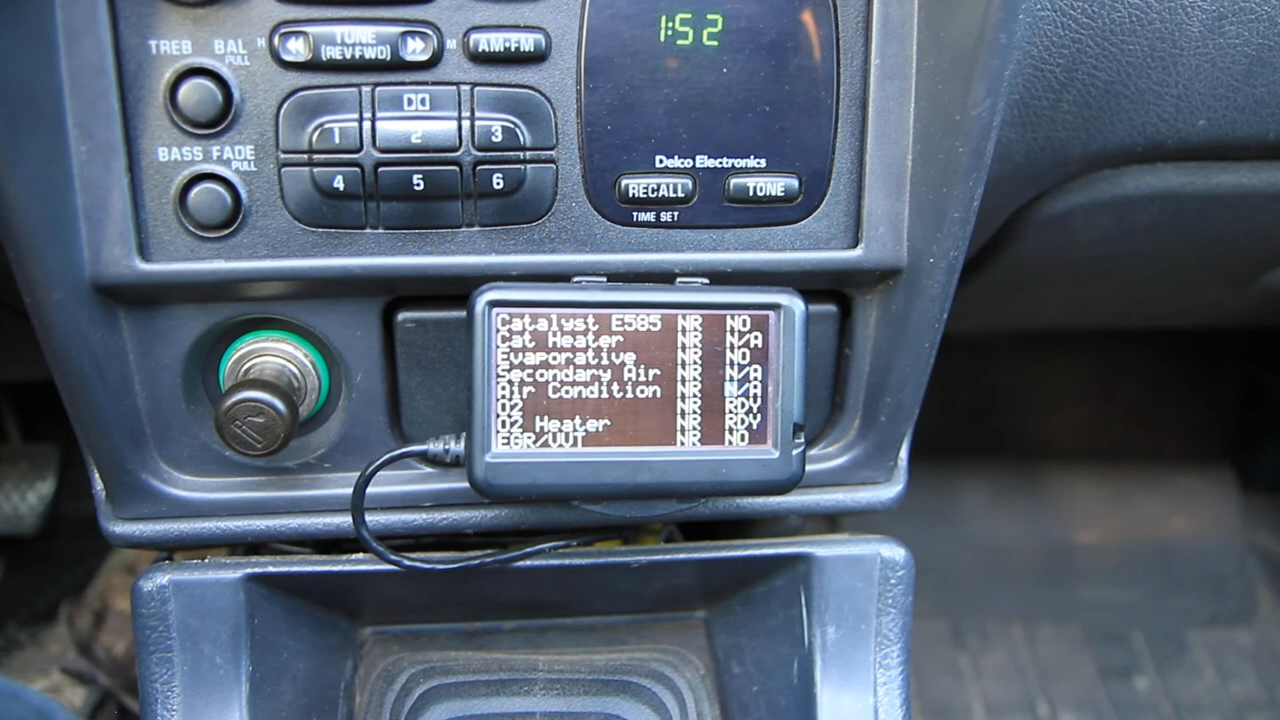 1:52
TREB BAL
PULL
H TUNE M
(REV-FWD)
AM•FM
1 2 3
BASS FADE
PULL
4 5 6
Delco Electronics
RECALL TONE
TIME SET
Catalyst E585 NR NO
Cat Heater NR N/A
Evaporative NR NO
Secondary Air NR N/A
Air Condition NR N/A
O2 NR RDY
O2 Heater NR RDY
EGR/VVT NR NO